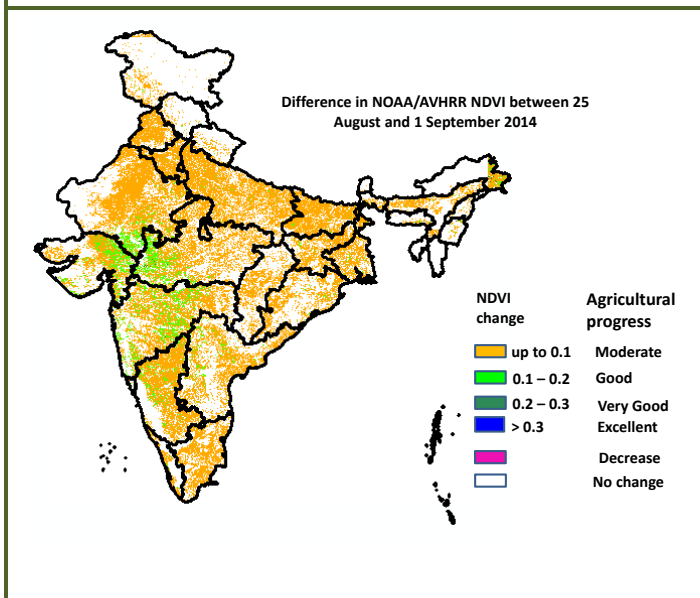 Difference in NOAA/AVHRR NDVI between 25
August and 1 September 2014
NDVI change
Agricultural progress
up to 0.1 Moderate
0.1 – 0.2 Good
0.2 – 0.3 Very Good
> 0.3 Excellent
Decrease
No change